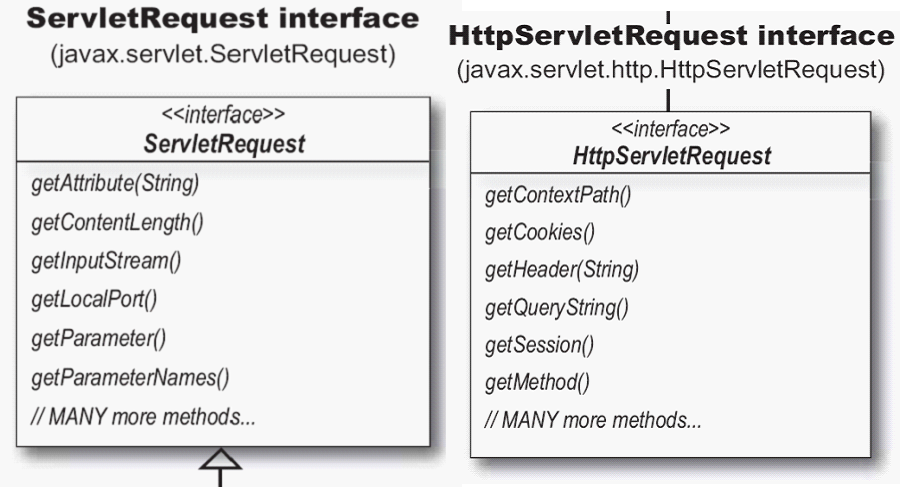 ServletRequest interface
(javax.servlet.ServletRequest)
<<interface>>
ServletRequest
getAttribute(String)
getContentLength()
getInputStream()
getLocalPort()
getParameter()
getParameterNames()
// MANY more methods...
HttpServletRequest interface
(javax.servlet.http.HttpServletRequest)
<<interface>>
HttpServletRequest
getContextPath()
getCookies()
getHeader(String)
getQueryString()
getSession()
getMethod()
// MANY more methods...